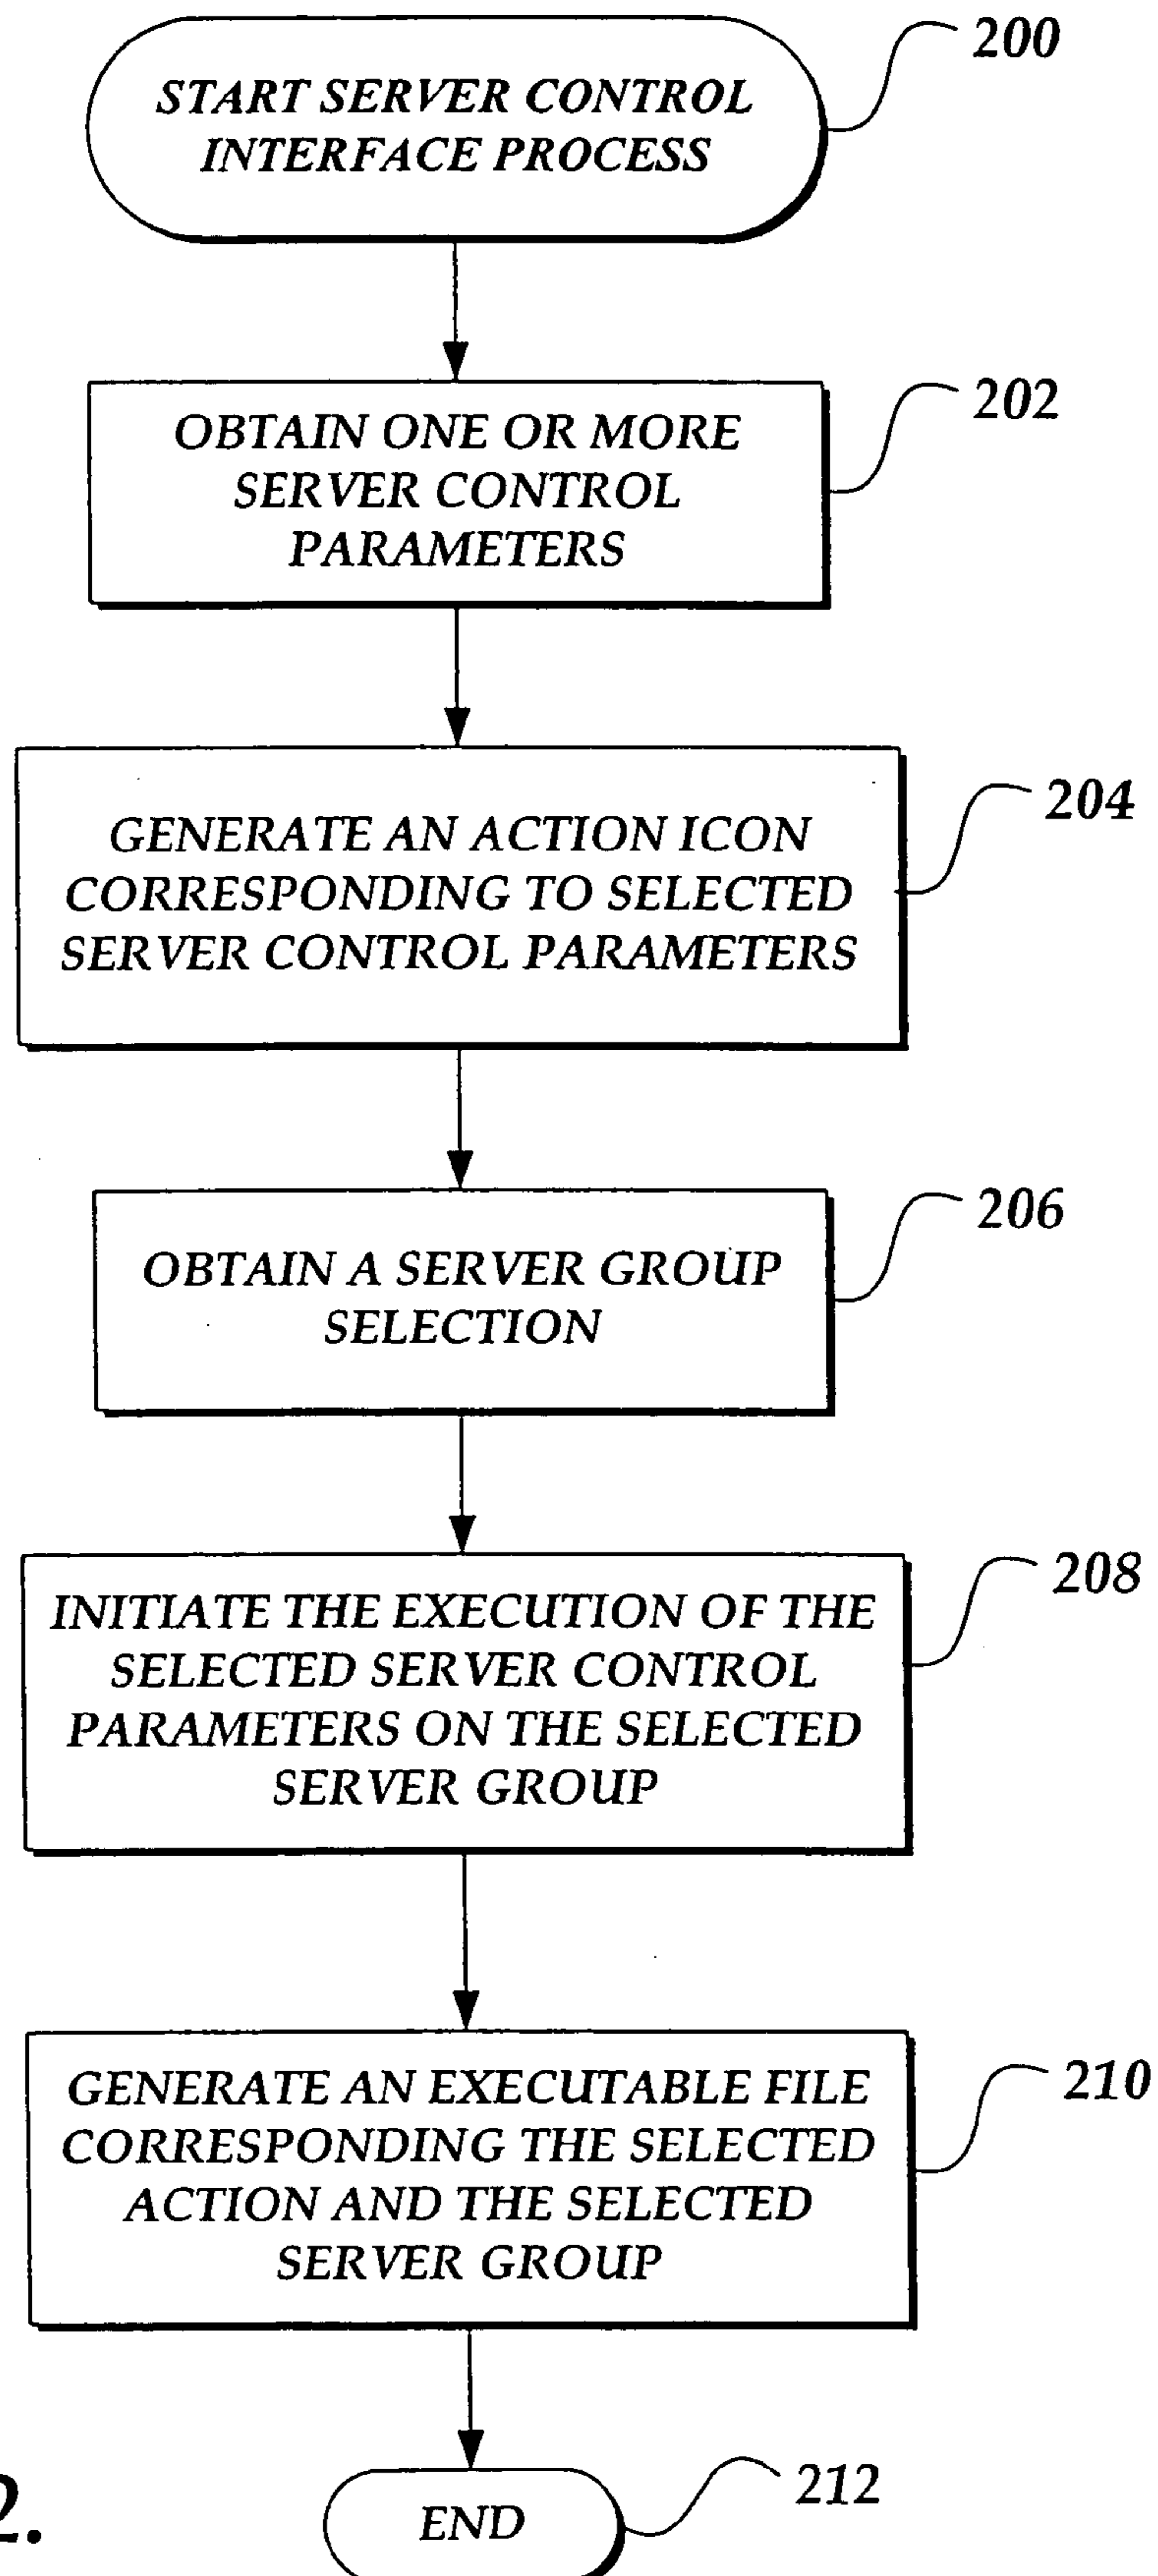 START SERVER CONTROL
INTERFACE PROCESS
200
OBTAIN ONE OR MORE
SERVER CONTROL
PARAMETERS
202
GENERATE AN ACTION ICON
CORRESPONDING TO SELECTED
SERVER CONTROL PARAMETERS
204
OBTAIN A SERVER GROUP
SELECTION
206
INITIATE THE EXECUTION OF THE
SELECTED SERVER CONTROL
PARAMETERS ON THE SELECTED
SERVER GROUP
208
GENERATE AN EXECUTABLE FILE
CORRESPONDING THE SELECTED
ACTION AND THE SELECTED
SERVER GROUP
210
END
212
2.